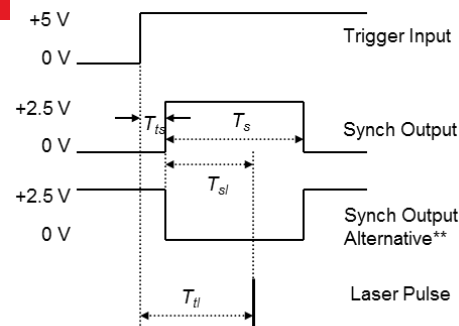 +5 V
Trigger Input
0 V
+2.5 V
Tts
Ts
Synch Output
0 V
Tsl
+2.5 V
Synch Output
Alternative**
0 V
Laser Pulse
Ttl